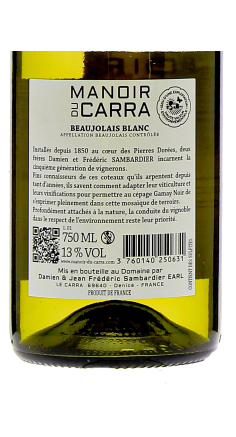 MANOIR
DU CARRA
BEAUJOLAIS BLANC
APPELLATION BEAUJOLAIS CONTRÔLÉE
Installés depuis 1850 au cœur des Pierres Dorées, deux
frères Damien et Frédéric SAMBARDIER incarnent la
cinquième génération de vignerons.
Fins connaisseurs de ces coteaux qu'ils arpentent depuis
tant d'années, ils savent comment adapter leur viticulture et
leurs vinifications pour permettre au cépage Gamay Noir de
s'exprimer pleinement dans cette mosaïque de terroirs.
Profondément attachés à la nature, la conduite du vignoble
dans le respect de l'environnement reste leur priorité.
750 ML
13 % VOL
www.manoir-du-carra.com
3 760140 250631
CONTIENT DES SULFITES
Mis en bouteille au Domaine par
Damien & Jean Frédéric Sambardier EARL
LE CARRA 69640 - Denicé - FRANCE
PRODUIT DE FRANCE